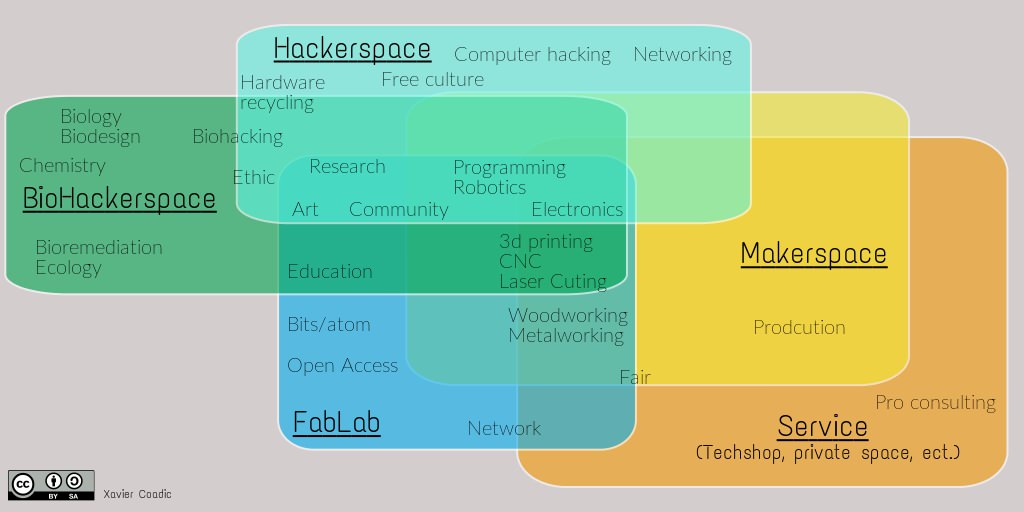 Hackerspace
Computer hacking
Networking
Hardware
recycling
Free culture
Biology
Biodesign
Biohacking
Chemistry
Ethic
Research
Programming
Robotics
BioHackerspace
Art
Community
Electronics
Bioremediation
Ecology
Education
3d printing
CNC
Laser Cuting
Makerspace
Bits/atom
Woodworking
Metalworking
Prodcution
Open Access
Fair
Pro consulting
FabLab
Network
Service
(Techshop, private space, ect.)
cc
BY SA
Xavier Coadic